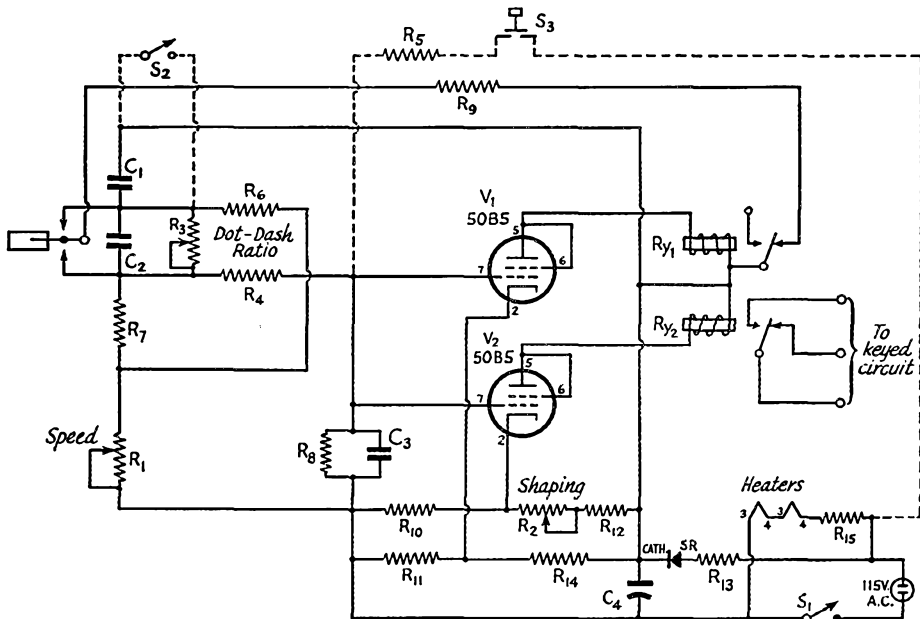 S3
R5
S2
R9
C1
R6
V1
50B5
5
R3
Dot-Dash
Ratio
Ry1
7
6
C2
R4
2
R7
V2
50B5
Ry2
5
To
keyed
circuit
7
6
Speed
R8
C3
2
R1
Shaping
Heaters
R10
R2
R12
3
4
3
4
R15
CATH
SR
R11
R14
R13
115V.
A.C.
C4
S1